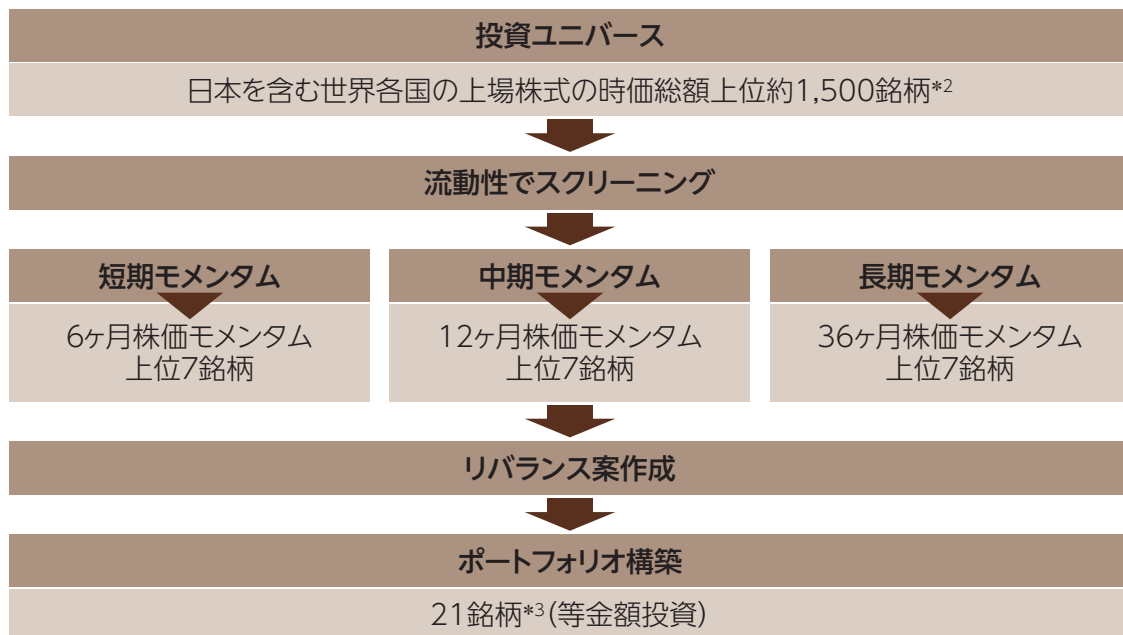 投資ユニバース
日本を含む世界各国の上場株式の時価総額上位約1,500銘柄*2
流動性でスクリーニング
短期モメンタム
6ヶ月株価モメンタム
上位7銘柄
中期モメンタム
12ヶ月株価モメンタム
上位7銘柄
長期モメンタム
36ヶ月株価モメンタム
上位7銘柄
リバランス案作成
ポートフォリオ構築
21銘柄*3(等金額投資)